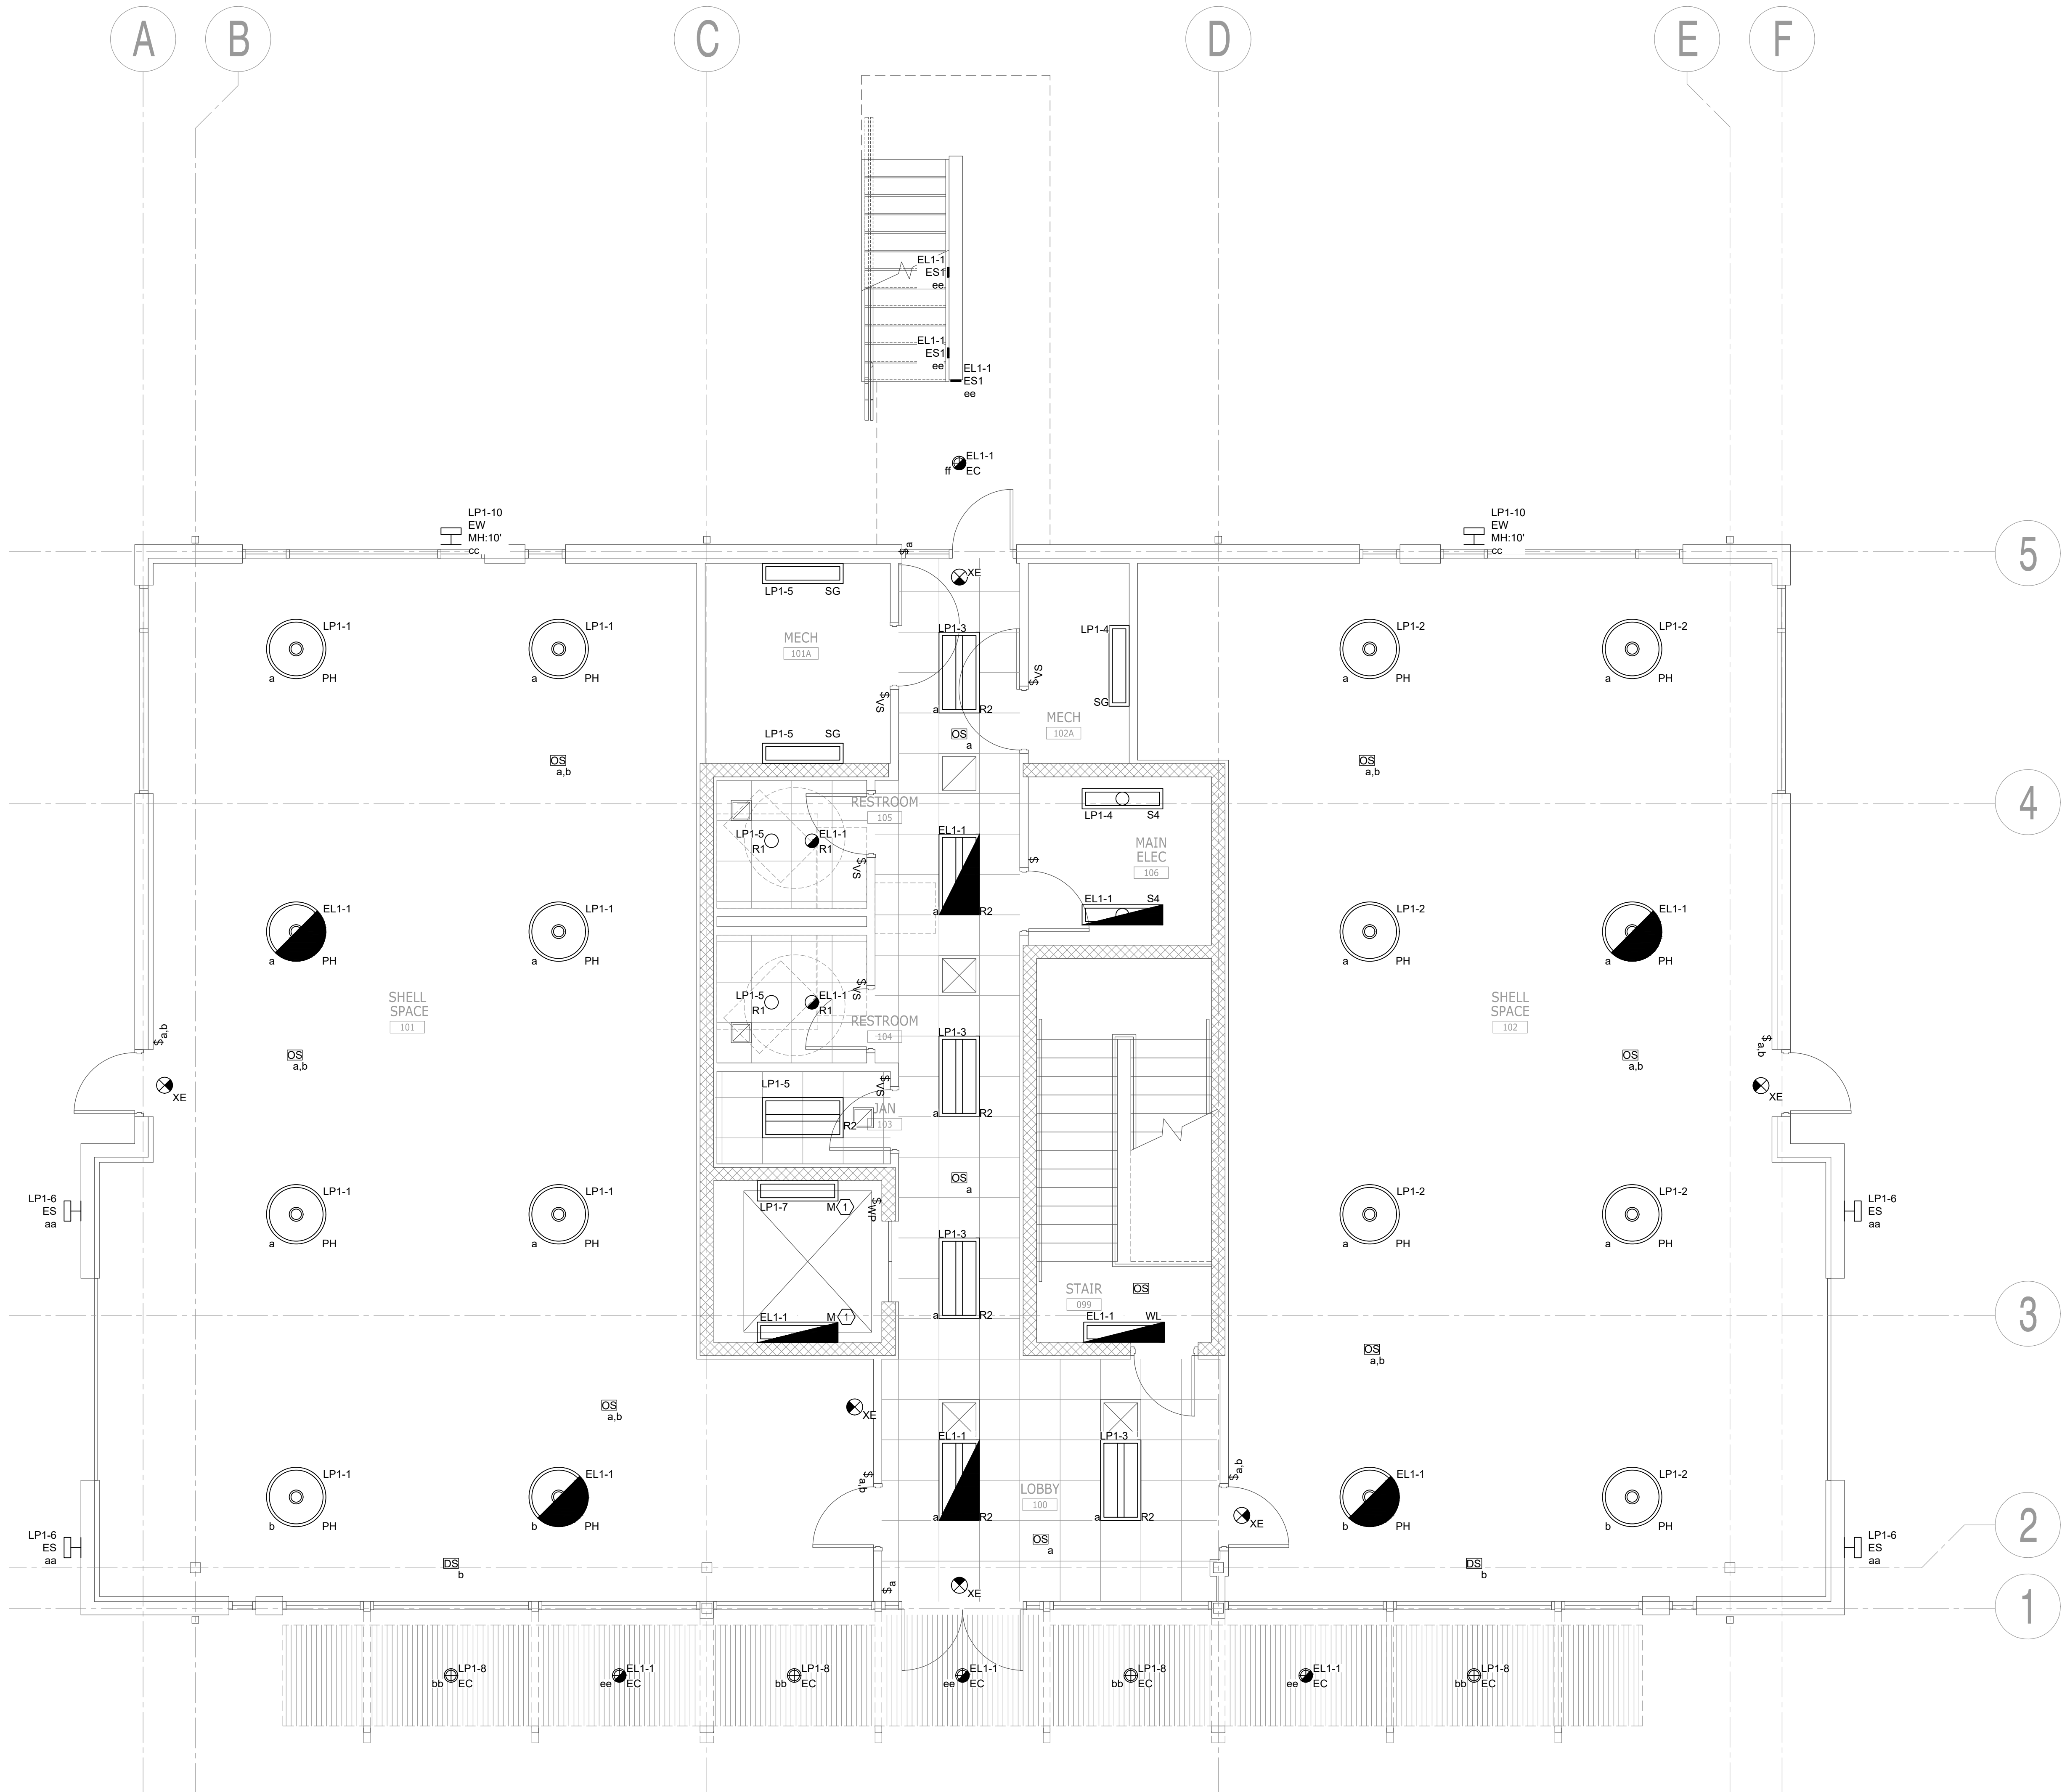 A
B
C
D
E
F
EL1-1
ES1
ee
EL1-1
ES1
ee
EL1-1
ES1
ee
EL1-1
ff EC
LP1-10
EW
MH:10'
cc
LP1-10
EW
MH:10'
cc
5
$a
XE
LP1-5 SG
MECH
101A
LP1-3
a R2
LP1-4
SG
$VS
$VS
MECH
102A
LP1-5 SG
OS
a
LP1-1
a PH
LP1-1
a PH
LP1-2
a PH
LP1-2
a PH
OS
a,b
OS
a,b
4
RESTROOM
105
LP1-5
R1
EL1-1
R1
$VS
EL1-1
a R2
$
LP1-4 S4
MAIN
ELEC
106
EL1-1 S4
EL1-1
a PH
LP1-1
a PH
LP1-2
a PH
EL1-1
a PH
SHELL
SPACE
101
SHELL
SPACE
102
LP1-5
R1
EL1-1
R1
$VS
RESTROOM
104
LP1-3
a R2
$a,b
OS
a,b
XE
OS
a,b
$a,b
XE
LP1-5
R2
$VS
JAN
103
OS
a
LP1-6
ES
aa
LP1-1
a PH
LP1-1
a PH
LP1-7 M 1
$WP
LP1-3
a R2
LP1-2
a PH
LP1-2
a PH
LP1-6
ES
aa
STAIR
099
OS
EL1-1 M 1
EL1-1 WL
3
OS
a,b
OS
a,b
XE
EL1-1
a R2
LP1-3
a R2
LOBBY
100
$a,b
$a,b
XE
LP1-1
b PH
EL1-1
b PH
EL1-1
b PH
LP1-2
b PH
LP1-6
ES
aa
LP1-6
ES
aa
2
OS
a
DS
b
DS
b
$a
XE
1
LP1-8
bb EC
EL1-1
ee EC
LP1-8
bb EC
EL1-1
ee EC
LP1-8
bb EC
EL1-1
ee EC
LP1-8
bb EC